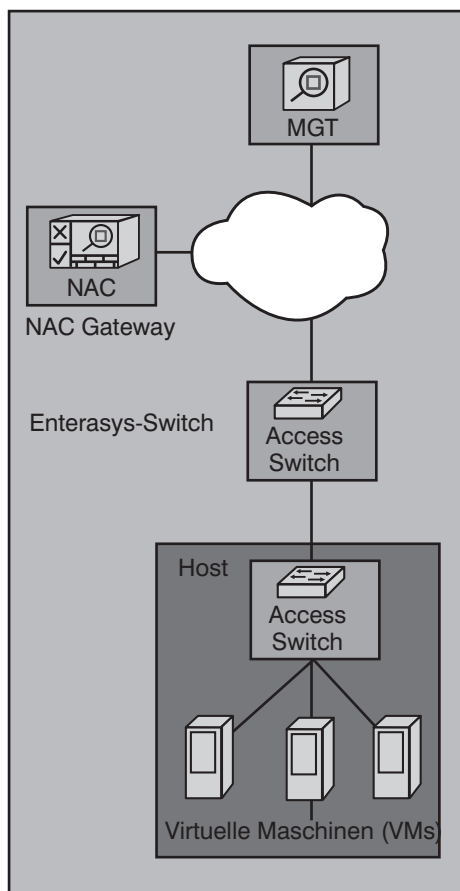 MGT
NAC
NAC Gateway
Enterasys-Switch
Access
Switch
Host
Access
Switch
Virtuelle Maschinen (VMs)